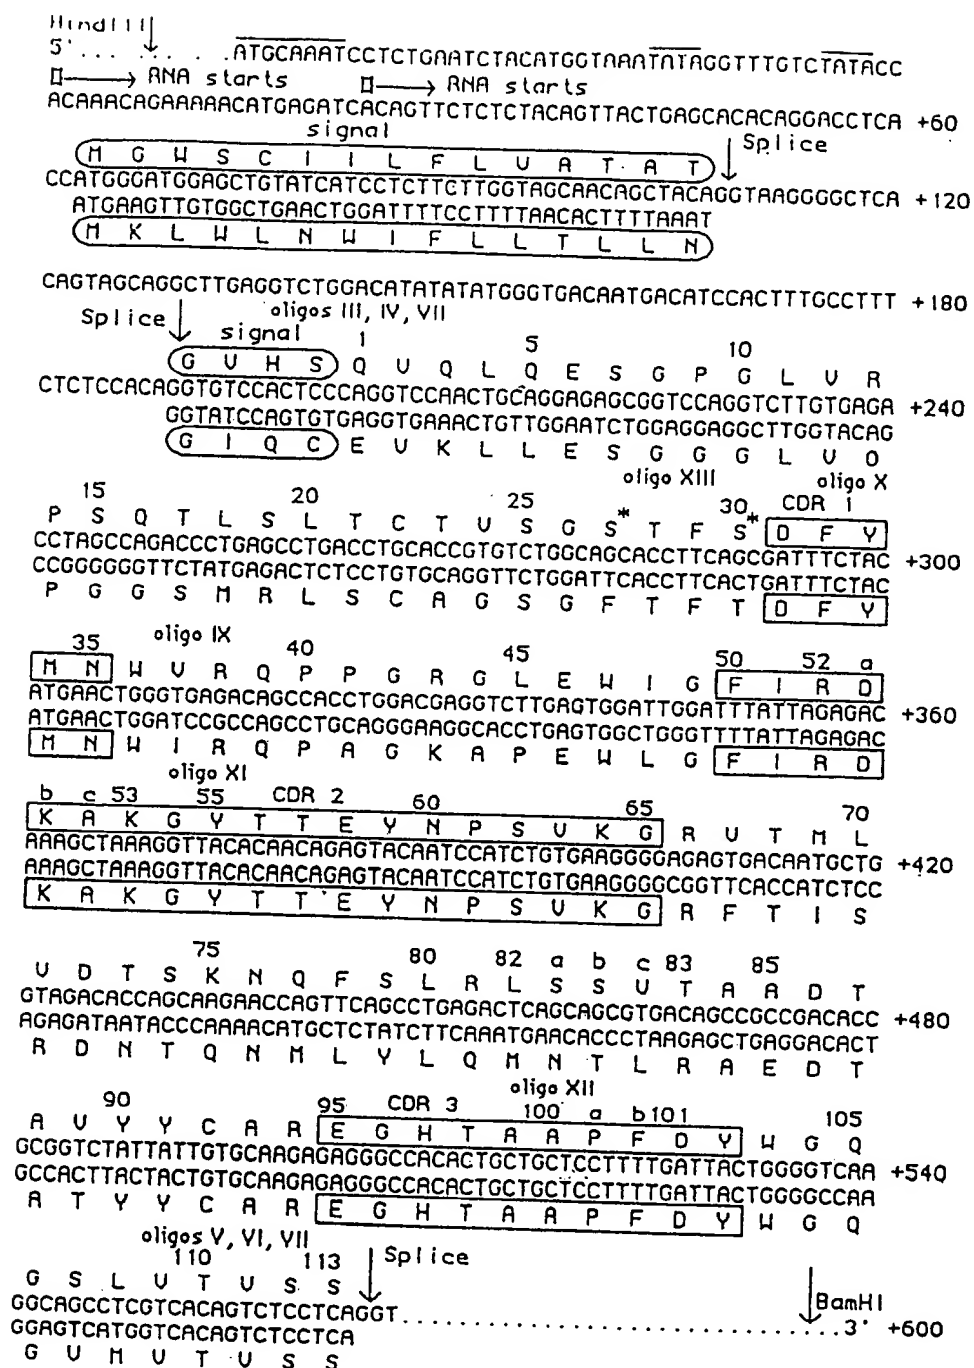 HindIII
5'... . ... .ATGCAAATCCTCTGAATCTACATGGTAAATATAGGTTTGTCTATACC
RNA starts RNA starts
ACAAACAGAAAAACATGAGATCACAGTTCTCTCTACAGTTACTGAGCACACAGGACCTCA +60
signal Splice
M G W S C I I L F L V A T A T
CCATGGGATGGAGCTGTATCATCCTCTTCTTGGTAGCAACAGCTACAGGTAAGGGGCTCA +120
ATGAAGTTGTGGCTGAACTGGATTTTCCTTTTAACACTTTTAAAT
M K L W L N W I F L L T L L N
CAGTAGCAGGCTTGAGGTCTGGACATATATATGGGTGACAATGACATCCACTTTGCCTTT +180
Splice oligos III, IV, VII
signal 1 5 10
G V H S Q V Q L Q E S G P G L V R
CTCTCCACAGGTGTCCACTCCCAGGTCCAACTGCAGGAGAGCGGTCCAGGTCTTGTGAGA +240
GGTATCCAGTGTGAGGTGAAACTGTTGGAATCTGGAGGAGGCTTGGTACAG
G I Q C E V K L L E S G G G L V Q
oligo XIII oligo X
15 20 25 30 CDR 1
P S Q T L S L T C T V S G S* T F S* D F Y
CCTAGCCAGACCCTGAGCCTGACCTGCACCGTGTCTGGCAGCACCTTCAGCGATTTCTAC +300
CCGGGGGGTTCTATGAGACTCTCCTGTGCAGGTTCTGGATTCACCTTCACTGATTTCTAC
P G G S M R L S C A G S G F T F T D F Y
35 oligo IX 40 45 50 52 a
M N W V R Q P P G R G L E W I G F I R D
ATGAACTGGGTGAGACAGCCACCTGGACGAGGTCTTGAGTGGATTGGATTTATTAGAGAC +360
ATGAACTGGATCCGCCAGCCTGCAGGGAAGGCACCTGAGTGGCTGGGTTTTATTAGAGAC
M N W I R Q P A G K A P E W L G F I R D
oligo XI
b c 53 55 CDR 2 60 65 70
K A K G Y T T E Y N P S V K G R V T M L
AAAGCTAAAGGTTACACAACAGAGTACAATCCATCTGTGAAGGGGAGAGTGACAATGCTG +420
AAAGCTAAAGGTTACACAACAGAGTACAATCCATCTGTGAAGGGGCGGTTCACCATCTCC
K A K G Y T T E Y N P S V K G R F T I S
75 80 82 a b c 83 85
V D T S K N Q F S L R L S S V T A A D T
GTAGACACCAGCAAGAACCAGTTCAGCCTGAGACTCAGCAGCGTGACAGCCGCCGACACC +480
AGAGATAATACCCAAAACATGCTCTATCTTCAAATGAACACCCTAAGAGCTGAGGACACT
R D N T Q N M L Y L Q M N T L R A E D T
oligo XII
90 95 CDR 3 100 a b 101 105
A V Y Y C A R E G H T A A P F D Y W G Q
GCGGTCTATTATTGTGCAAGAGAGGGCCACACTGCTGCTCCTTTTGATTACTGGGGTCAA +540
GCCACTTACTACTGTGCAAGAGAGGGCCACACTGCTGCTCCTTTTGATTACTGGGGCCAA
A T Y Y C A R E G H T A A P F D Y W G Q
oligos V, VI, VII
110 113 Splice
G S L V T V S S BamHI
GGCAGCCTCGTCACAGTCTCCTCAGGT........................3' +600
GGAGTCATGGTCACAGTCTCCTCA
G V M V T V S S